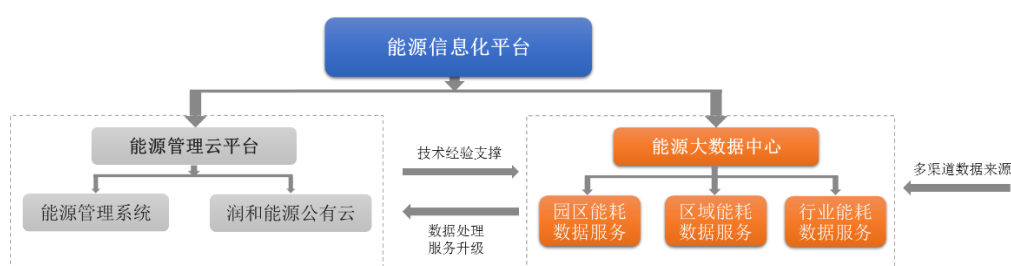 能源信息化平台
能源管理云平台
能源大数据中心
技术经验支撑
多渠道数据来源
能源管理系统
润和能源公有云
数据处理
服务升级
园区能耗
数据服务
区域能耗
数据服务
行业能耗
数据服务